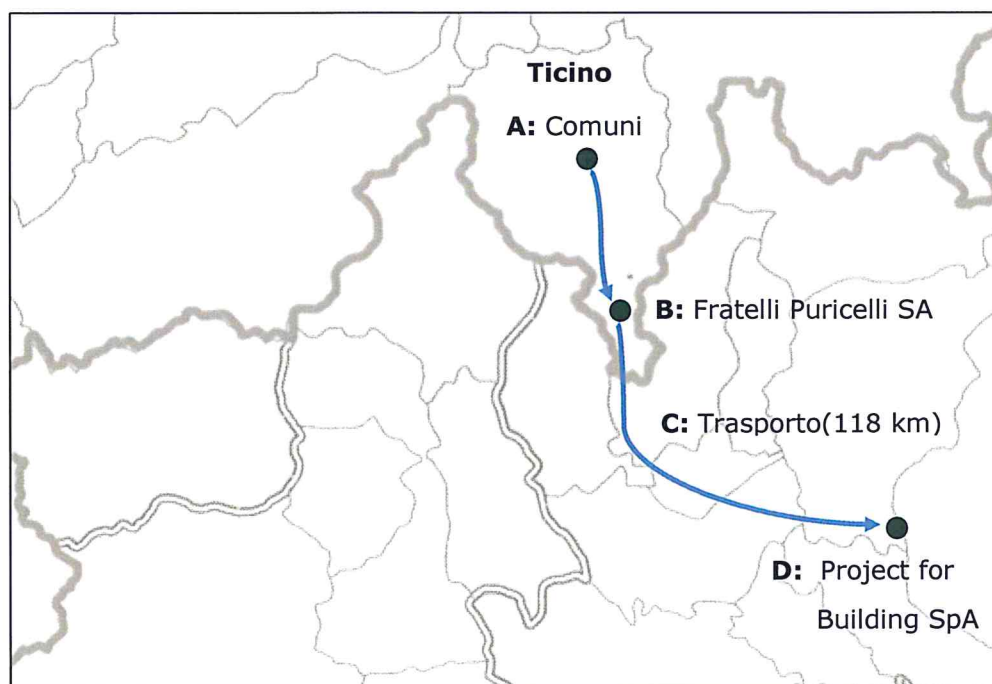 Ticino
A: Comuni
B: Fratelli Puricelli SA
C: Trasporto(118 km)
D: Project for
Building SpA